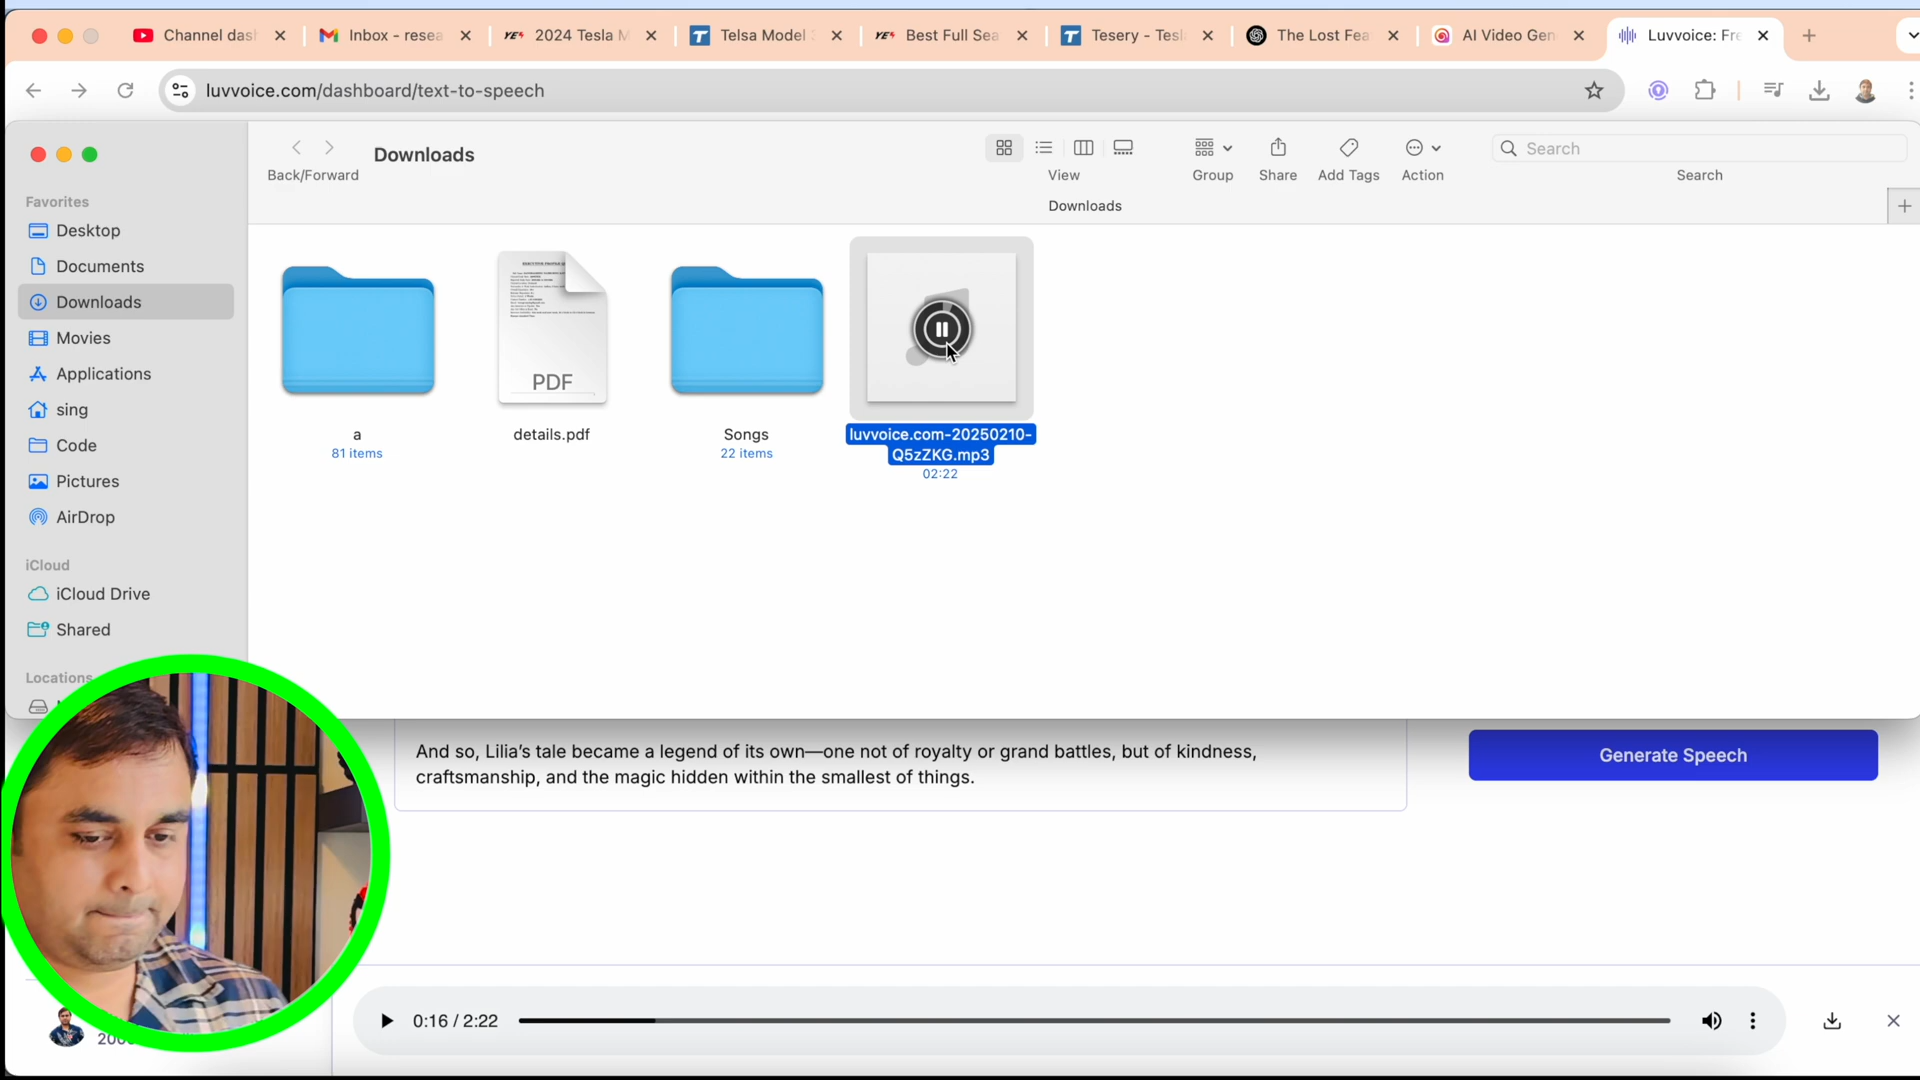 Channel das
Inbox - resea
2024 Tesla M
Telsa Model
Best Full Sea
Tesery - Tesl
The Lost Fea
AI Video Gen
Luvvoice: Fre
luvvoice.com/dashboard/text-to-speech
Back/Forward
Downloads
View
Group
Share
Add Tags
Action
Search
Search
Downloads
Favorites
Desktop
Documents
Downloads
Movies
Applications
sing
Code
Pictures
AirDrop
iCloud
iCloud Drive
Shared
Locations
PDF
a
81 items
details.pdf
Songs
22 items
luvvoice.com-20250210-
Q5zZKG.mp3
02:22
And so, Lilia's tale became a legend of its own—one not of royalty or grand battles, but of kindness,
craftsmanship, and the magic hidden within the smallest of things.
Generate Speech
0:16 / 2:22